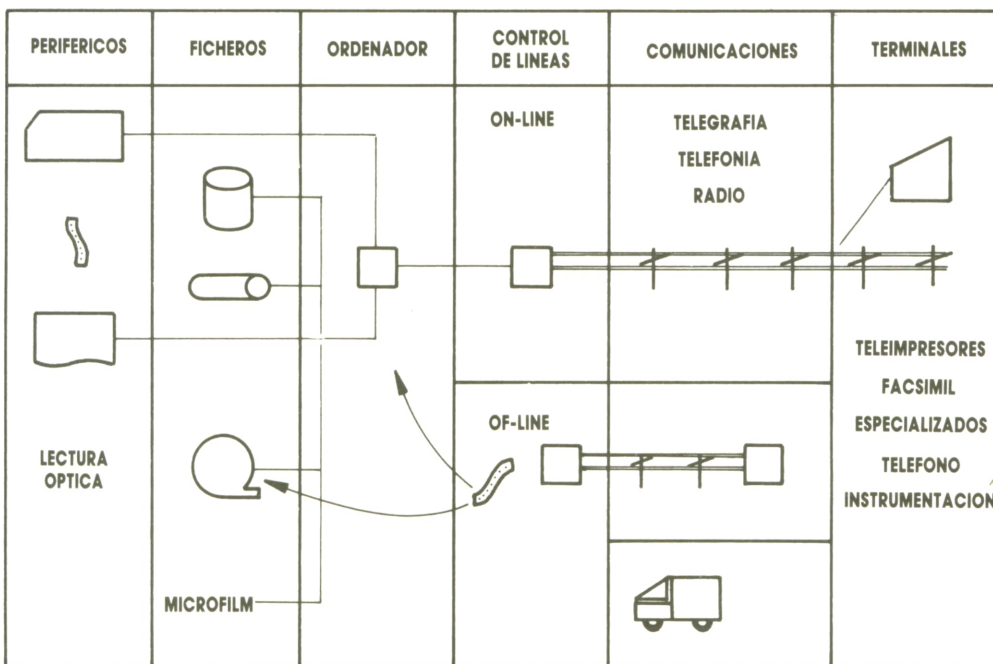 PERIFERICOS
FICHEROS
ORDENADOR
CONTROL
DE LINEAS
COMUNICACIONES
TERMINALES
ON-LINE
TELEGRAFIA
TELEFONIA
RADIO
TELEIMPRESORES
FACSIMIL
ESPECIALIZADOS
TELEFONO
INSTRUMENTACION
OF-LINE
LECTURA
OPTICA
MICROFILM